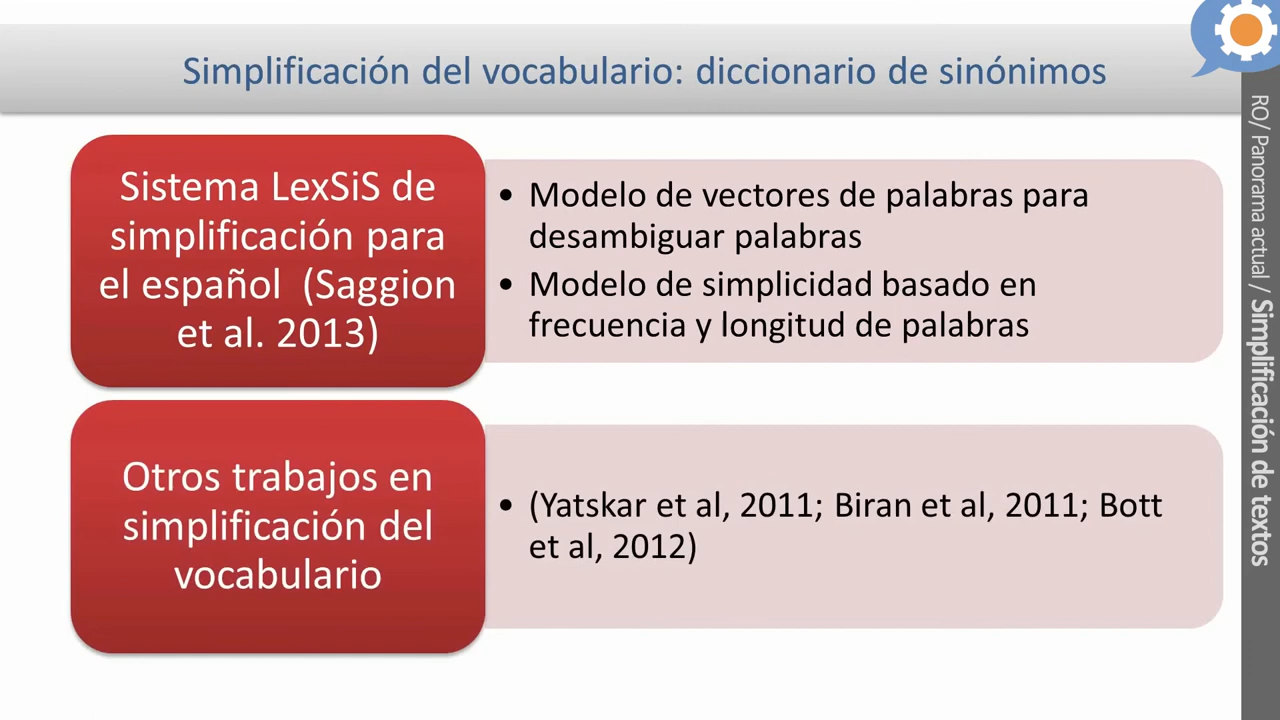 Simplificación del vocabulario: diccionario de sinónimos
Sistema LexSiS de
simplificación para
el español (Saggion
et al. 2013)
• Modelo de vectores de palabras para
desambiguar palabras
• Modelo de simplicidad basado en
frecuencia y longitud de palabras
Otros trabajos en
simplificación del
vocabulario
• (Yatskar et al, 2011; Biran et al, 2011; Bott
et al, 2012)
RO/ Panorama actual / Simplificación de textos